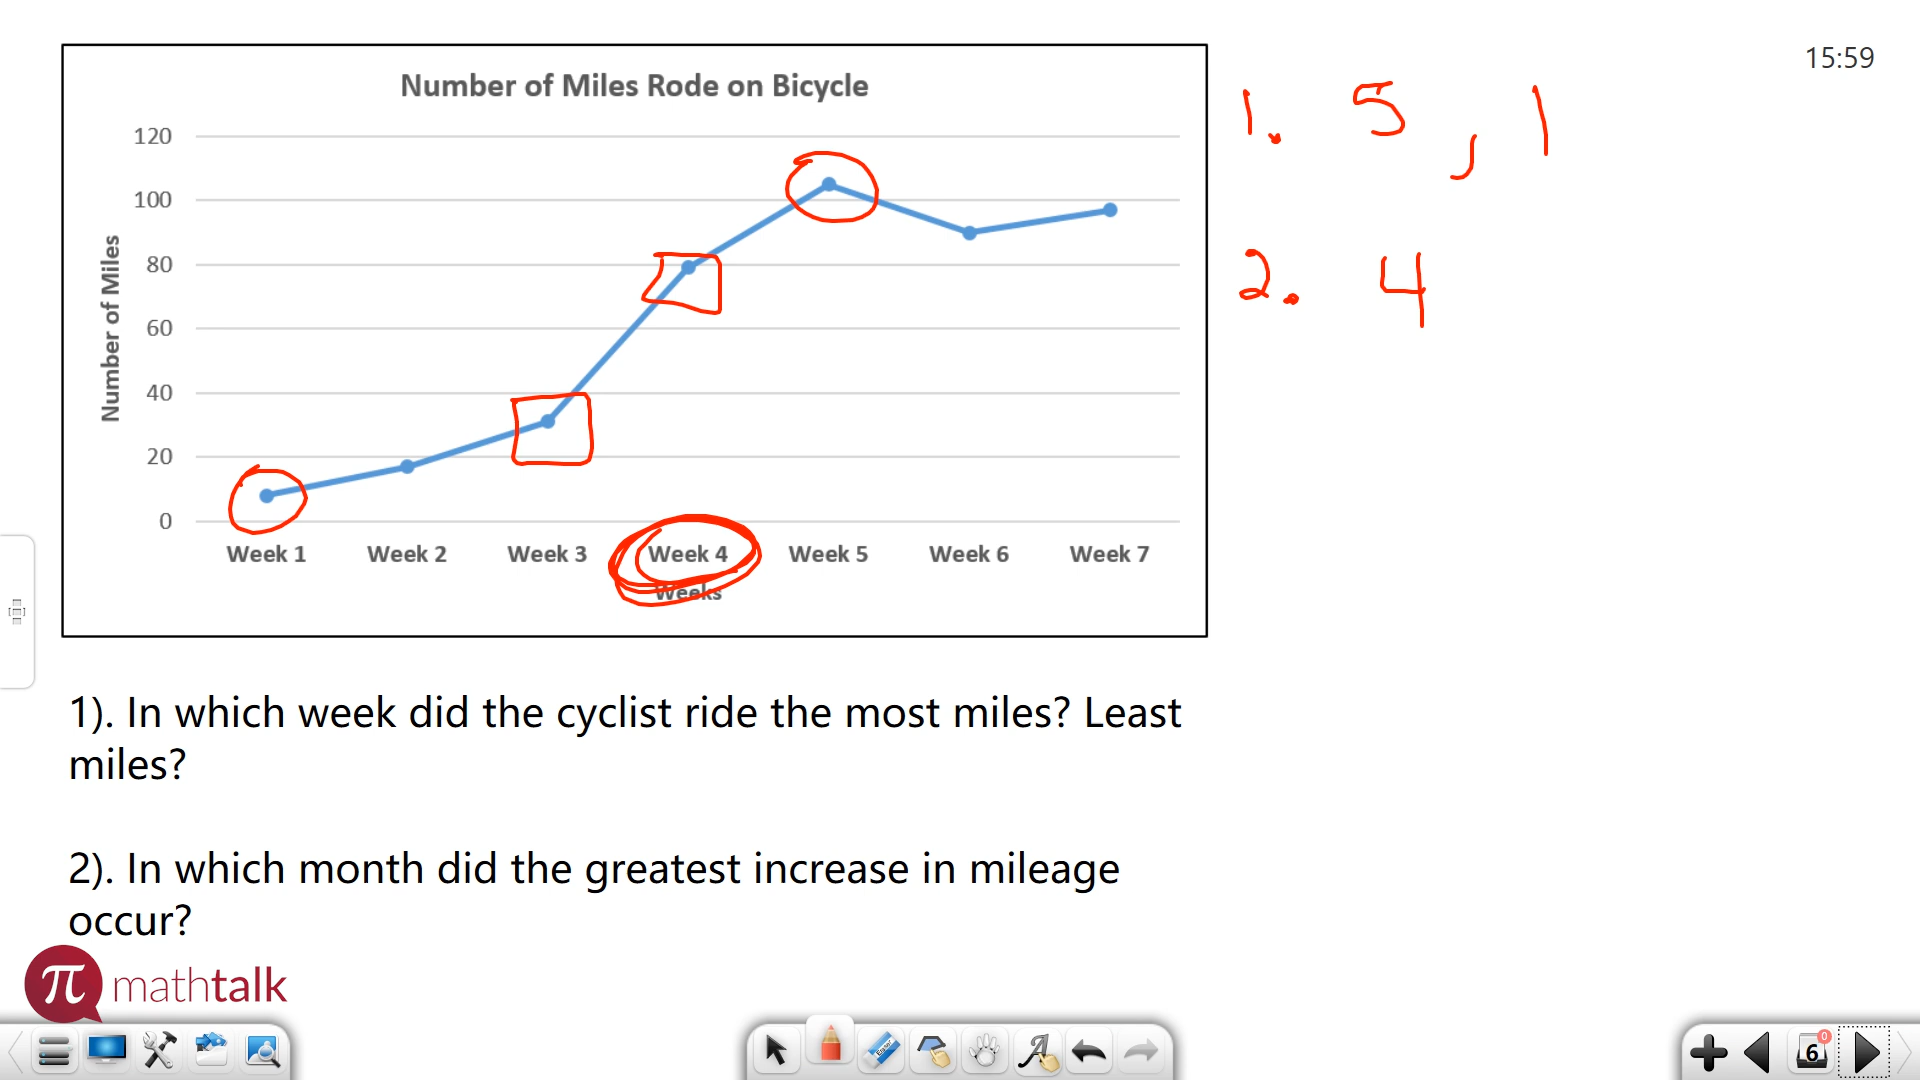 15:59
Number of Miles Rode on Bicycle
120
100
80
60
40
20
0
Number of Miles
Week 1 Week 2 Week 3 Week 4 Week 5 Week 6 Week 7
Weeks
1. 5, 1
2. 4
1). In which week did the cyclist ride the most miles? Least
miles?
2). In which month did the greatest increase in mileage
occur?
π mathtalk
Eraser
A
6
0